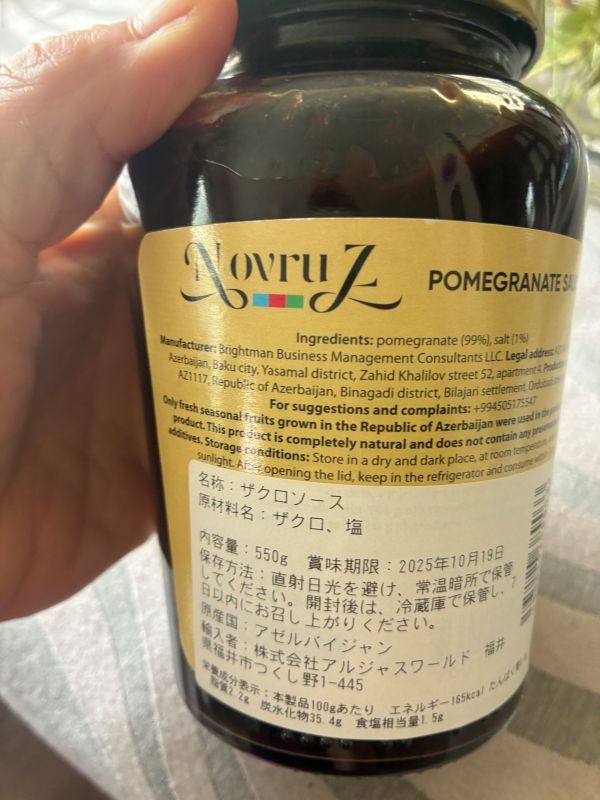 NovruZ
POMEGRANATE
Ingredients: pomegranate (99%), salt (1%)
Manufacturer: Brightman Business Management Consultants LLC. Legal address:
Azerbaijan, Baku city, Yasamal district, Zahid Khalilov street 52, apartment 4.
AZ1117, Republic of Azerbaijan, Binagadi district, Bilajari settlement,
For suggestions and complaints: +994505175547
Only fresh seasonal fruits grown in the Republic of Azerbaijan were used in the
product. This product is completely natural and does not contain any
additives. Storage conditions: Store in a dry and dark place, at room temperature,
sunlight. After opening the lid, keep in the refrigerator and consume
名称:ザクロソース
原材料名:ザクロ、塩
内容量:550g 賞味期限:2025年10月19日
保存方法:直射日光を避け、常温暗所で保管
してください。開封後は、冷蔵庫で保管し、7
日以内にお召し上がりください。
原産国:アゼルバイジャン
輸入者:株式会社アルジャスワールド 福井
県福井市つくし野1-445
栄養成分表示:本製品100gあたり エネルギー165kcal たんぱく質
脂質2.2g 炭水化物35.4g 食塩相当量1.5g